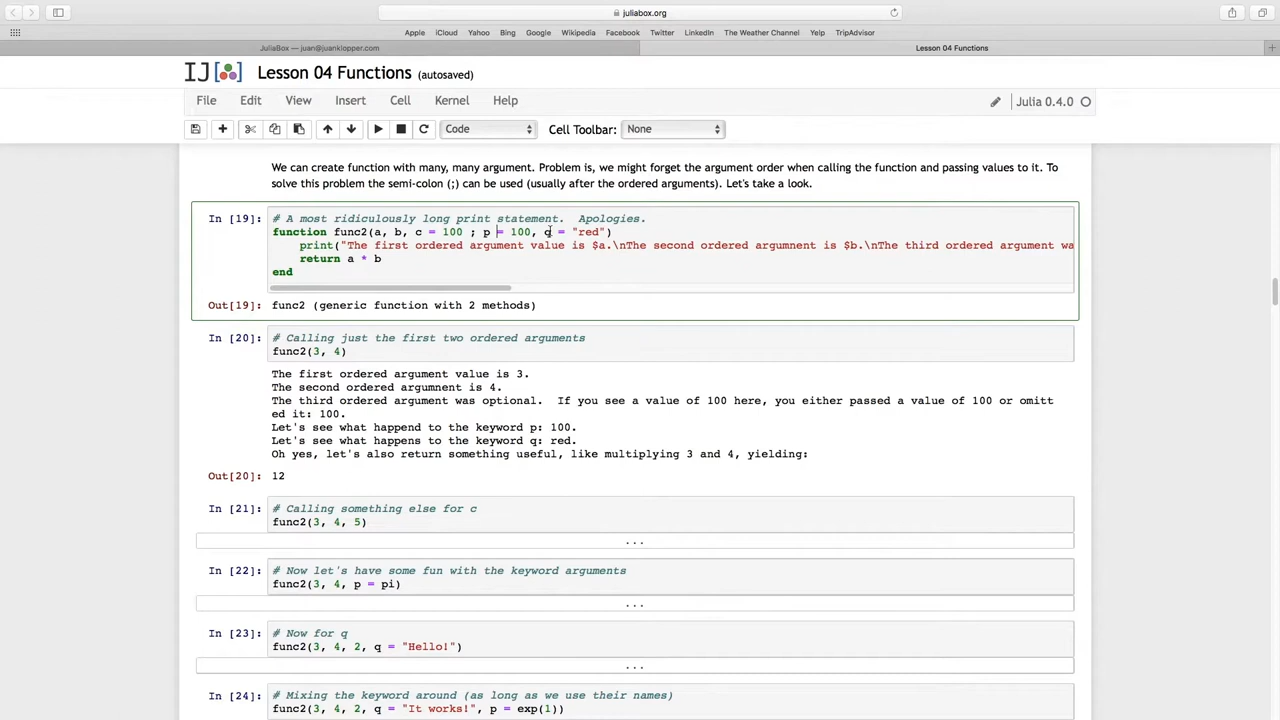 juliabox.org
Apple iCloud Yahoo Bing Google Wikipedia Facebook Twitter LinkedIn The Weather Channel Yelp TripAdvisor
JuliaBox — juan@juanklopper.com Lesson 04 Functions
IJ[ ] Lesson 04 Functions (autosaved)
File Edit View Insert Cell Kernel Help Julia 0.4.0
Code Cell Toolbar: None
We can create function with many, many argument. Problem is, we might forget the argument order when calling the function and passing values to it. To
solve this problem the semi-colon (;) can be used (usually after the ordered arguments). Let's take a look.
In [19]: # A most ridiculously long print statement. Apologies.
function func2(a, b, c = 100 ; p = 100, q = "red")
print("The first ordered argument value is $a.\nThe second ordered argumnent is $b.\nThe third ordered argument wa
return a * b
end
Out[19]: func2 (generic function with 2 methods)
In [20]: # Calling just the first two ordered arguments
func2(3, 4)
The first ordered argument value is 3.
The second ordered argumnent is 4.
The third ordered argument was optional. If you see a value of 100 here, you either passed a value of 100 or omitt
ed it: 100.
Let's see what happend to the keyword p: 100.
Let's see what happens to the keyword q: red.
Oh yes, let's also return something useful, like multiplying 3 and 4, yielding:
Out[20]: 12
In [21]: # Calling something else for c
func2(3, 4, 5)
...
In [22]: # Now let's have some fun with the keyword arguments
func2(3, 4, p = pi)
...
In [23]: # Now for q
func2(3, 4, 2, q = "Hello!")
...
In [24]: # Mixing the keyword around (as long as we use their names)
func2(3, 4, 2, q = "It works!", p = exp(1))